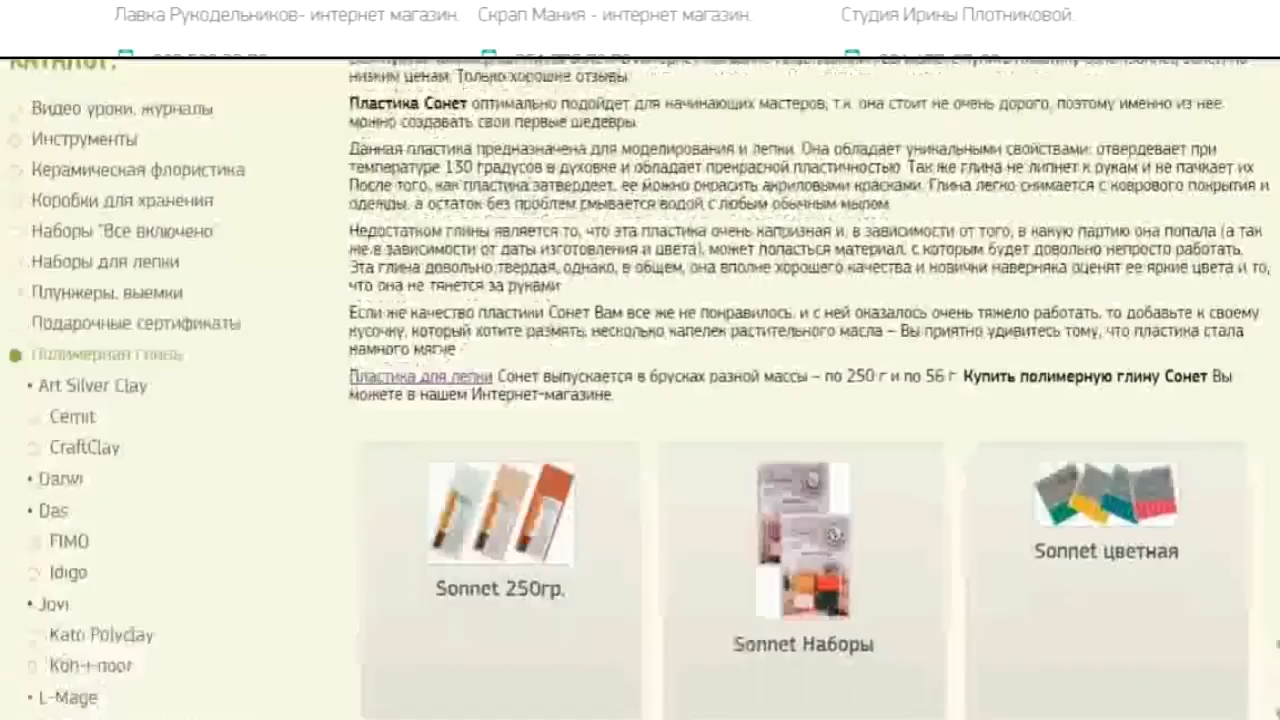 Лавка Рукодельников- интернет магазин.
Скрап Мания - интернет магазин.
Студия Ирины Плотниковой.
КАТАЛОГ:
Видео уроки, журналы
Инструменты
Керамическая флористика
Коробки для хранения
Наборы "Все включено"
Наборы для лепки
Плунжеры, выемки
Подарочные сертификаты
Полимерная глина
• Art Silver Clay
Cernit
CraftClay
• Darwi
• Das
FIMO
Idigo
• Jovi
Kato Polyclay
Koh-i-noor
• L-Mage
низким ценам. Только хорошие отзывы.
Пластика Сонет оптимально подойдет для начинающих мастеров, т.к. она стоит не очень дорого, поэтому именно из нее
можно создавать свои первые шедевры.
Данная пластика предназначена для моделирования и лепки. Она обладает уникальными свойствами: отвердевает при
температуре 130 градусов в духовке и обладает прекрасной пластичностью. Так же глина не липнет к рукам и не пачкает их.
После того, как пластика затвердеет, ее можно окрасить акриловыми красками. Глина легко снимается с коврового покрытия и
одежды, а остаток без проблем смывается водой с любым обычным мылом.
Недостатком глины является то, что эта пластика очень капризная и, в зависимости от того, в какую партию она попала (а так
же в зависимости от даты изготовления и цвета), может попасться материал, с которым будет довольно непросто работать.
Эта глина довольно твердая, однако, в общем, она вполне хорошего качества и новички наверняка оценят ее яркие цвета и то,
что она не тянется за руками.
Если же качество пластики Сонет Вам все же не понравилось, и с ней оказалось очень тяжело работать, то добавьте к своему
кусочку, который хотите размять, несколько капелек растительного масла – Вы приятно удивитесь тому, что пластика стала
намного мягче.
Пластика для лепки Сонет выпускается в брусках разной массы – по 250 г и по 56 г. Купить полимерную глину Сонет Вы
можете в нашем Интернет-магазине.
Sonnet 250гр.
Sonnet Наборы
Sonnet цветная